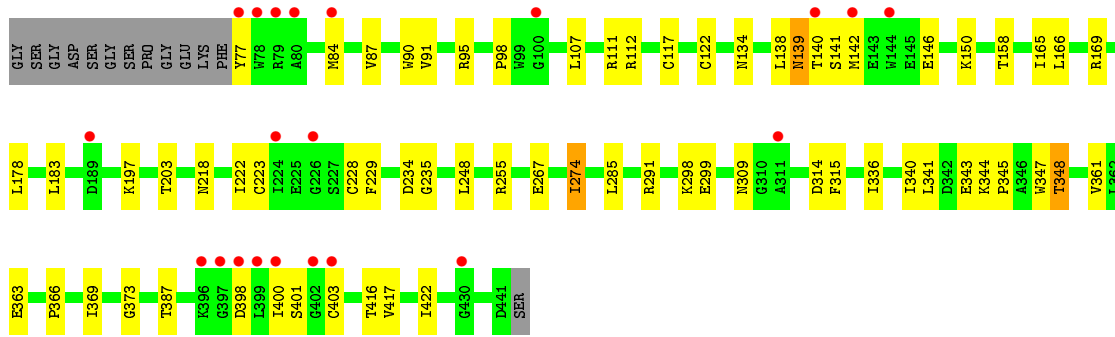 GLY SER GLY ASP SER GLY SER PRO THR GLY GLU LYS PHE Y77 W78 R79 A80 M84 V87 W90 V91 R95 P98 W99 G100 L107 R111 R112 C117 C122 N134 L138 N139 T140 S141 M142 E143 W144 E145 E146 K150 T158 I165 L166 R169
L178 L183 D189 K197 T203 N218 I222 C223 I224 E225 G226 S227 C228 F229 D234 G235 L248 R255 E267 I274 L285 R291 K298 E299 N309 G310 A311 D314 F315 I336 I340 L341 D342 E343 K344 P345 A346 W347 T348 V361 L362
E363 P366 I369 G373 T387 K396 G397 D398 L399 I400 S401 G402 C403 T416 V417 I422 G430 D441 SER